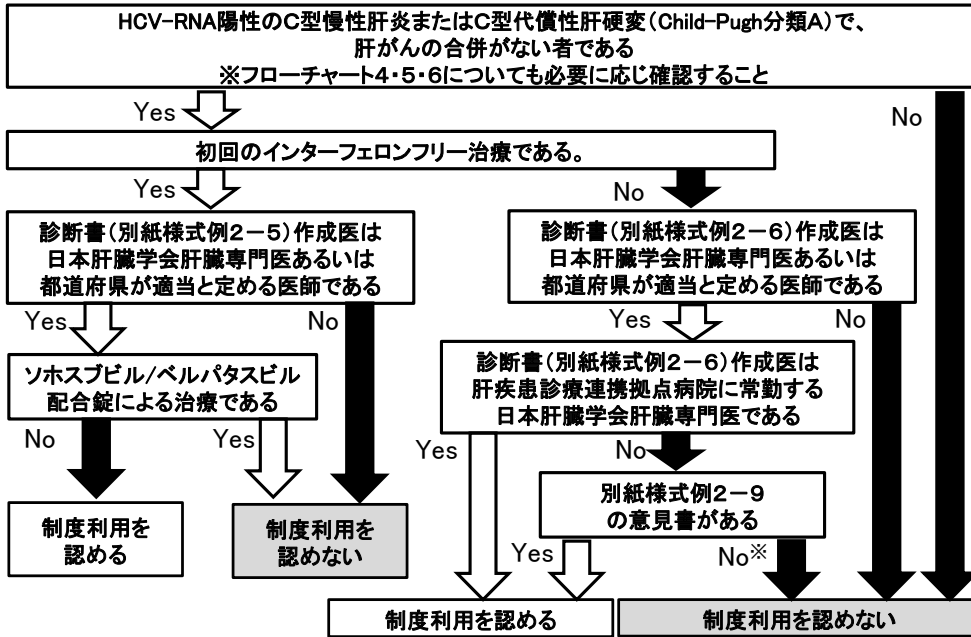 HCV-RNA陽性のC型慢性肝炎またはC型代償性肝硬変(Child-Pugh分類A)で、
肝がんの合併がない者である
※フローチャート4・5・6についても必要に応じ確認すること
Yes
No
初回のインターフェロンフリー治療である。
Yes
No
診断書(別紙様式例2-5)作成医は
日本肝臓学会肝臓専門医あるいは
都道府県が適当と定める医師である
診断書(別紙様式例2-6)作成医は
日本肝臓学会肝臓専門医あるいは
都道府県が適当と定める医師である
Yes
No
Yes
No
ソホスブビル/ベルパタスビル
配合錠による治療である
診断書(別紙様式例2-6)作成医は
肝疾患診療連携拠点病院に常勤する
日本肝臓学会肝臓専門医である
No
Yes
Yes
No
制度利用を
認める
制度利用を
認めない
別紙様式例2-9
の意見書がある
Yes
No※
制度利用を認める
制度利用を認めない